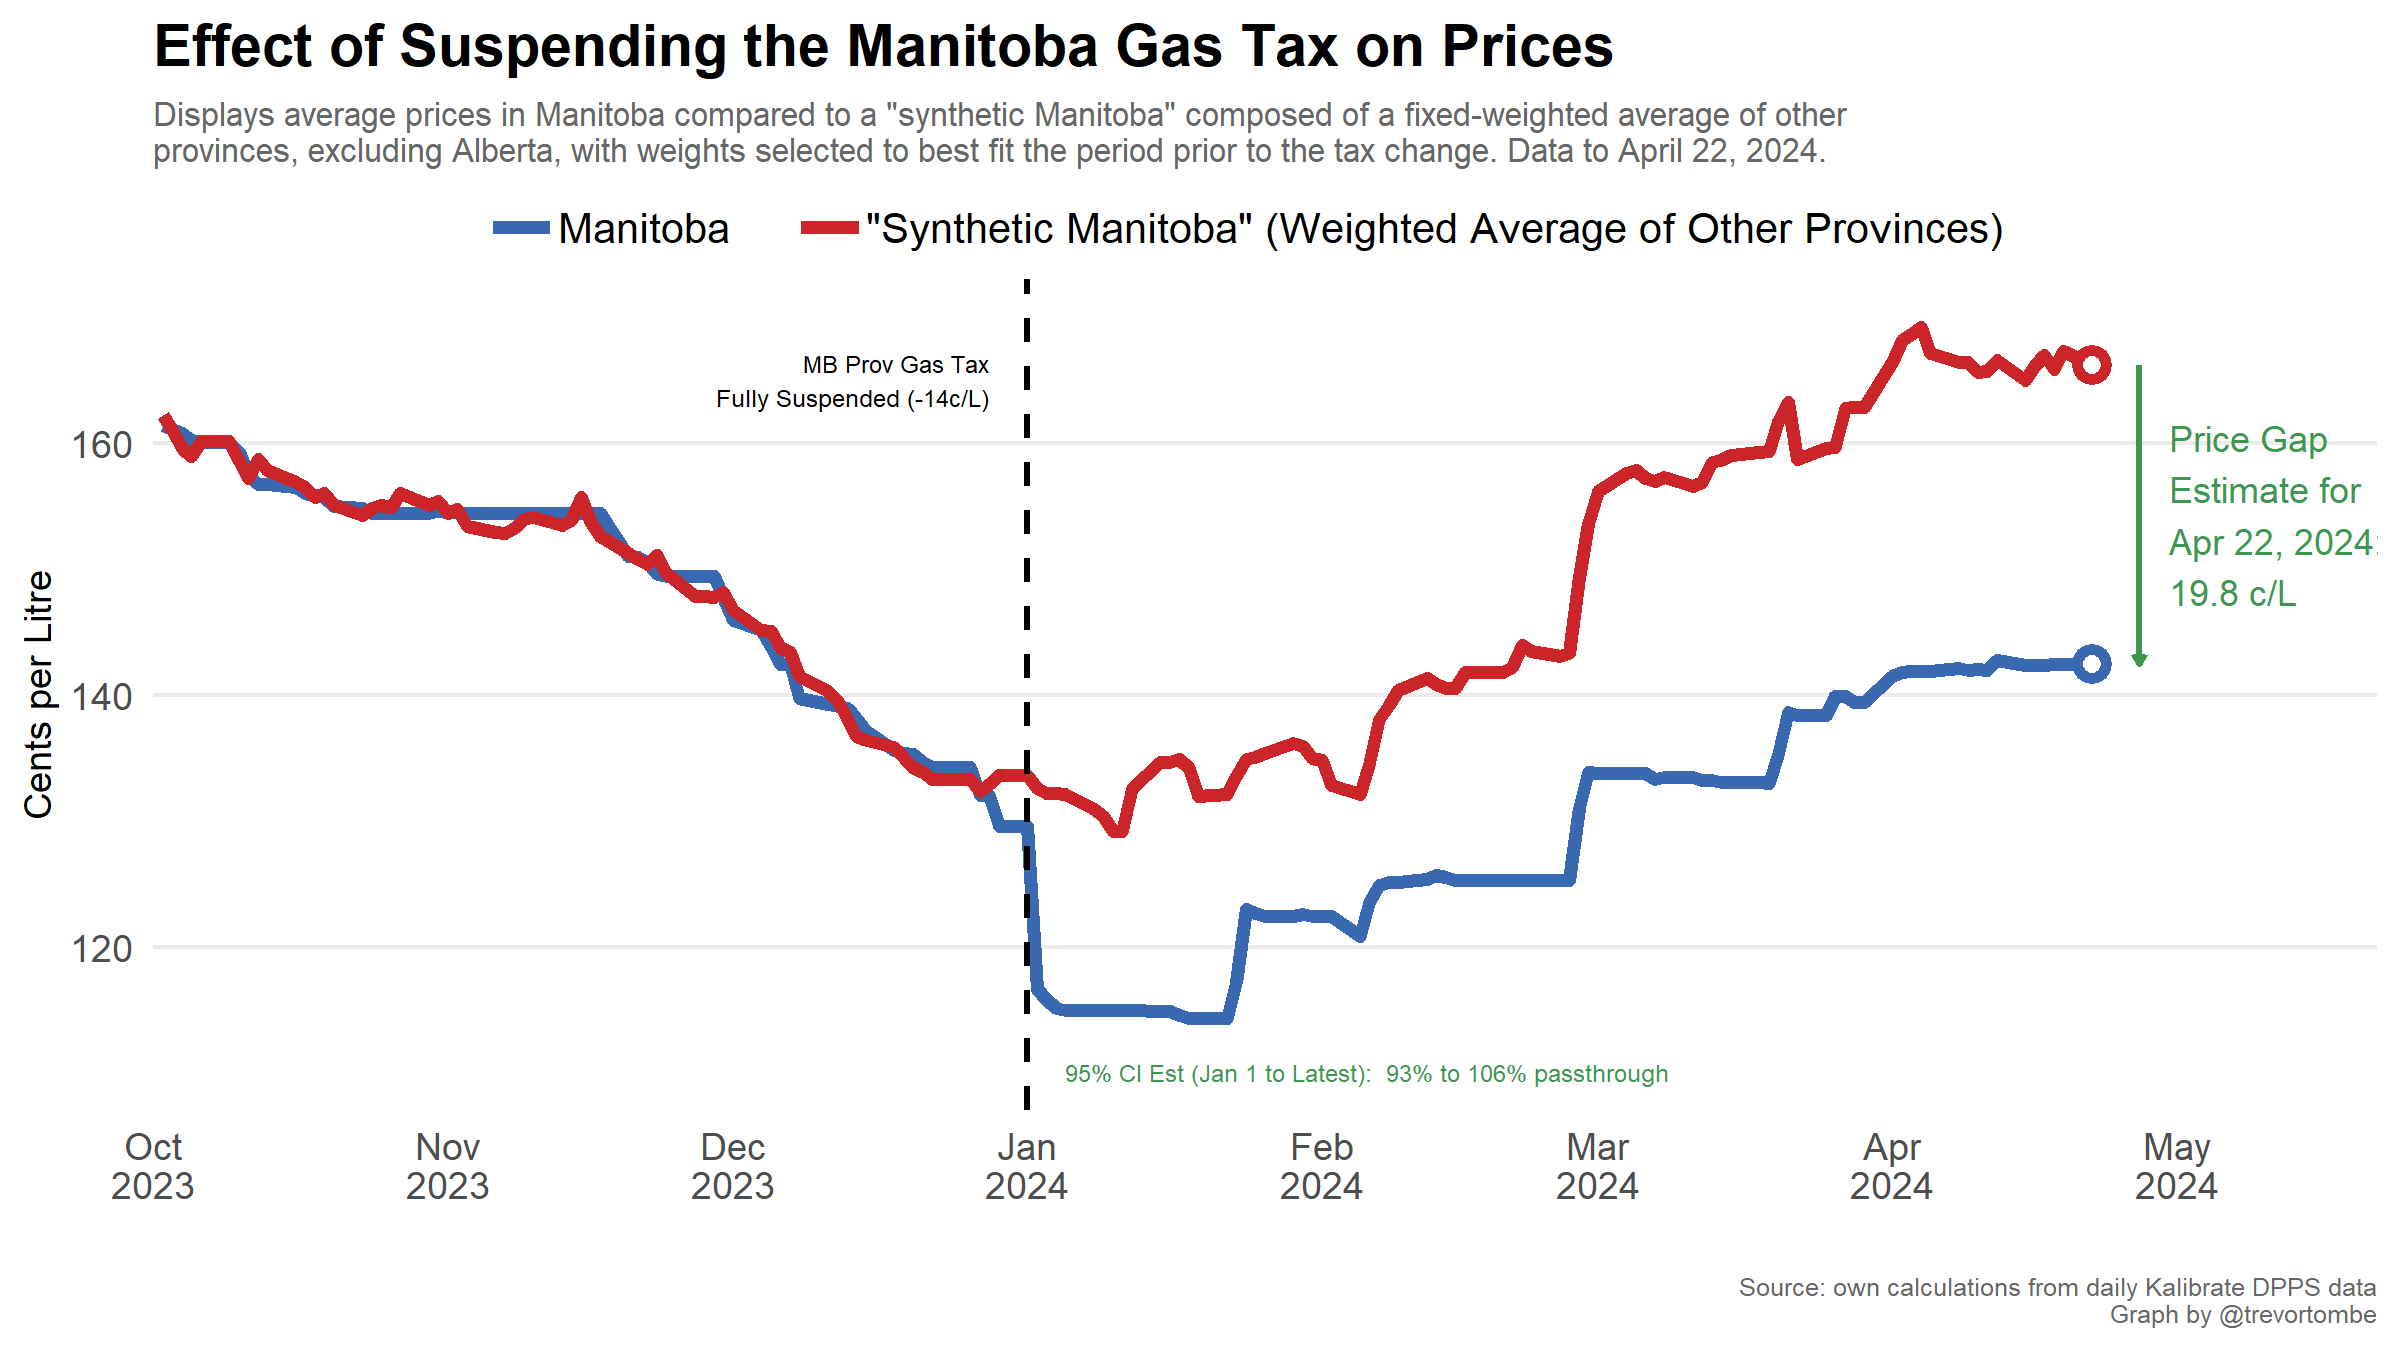 Effect of Suspending the Manitoba Gas Tax on Prices
Displays average prices in Manitoba compared to a "synthetic Manitoba" composed of a fixed-weighted average of other
provinces, excluding Alberta, with weights selected to best fit the period prior to the tax change. Data to April 22, 2024.
Manitoba
"Synthetic Manitoba" (Weighted Average of Other Provinces)
MB Prov Gas Tax
Fully Suspended (-14c/L)
160
140
120
Cents per Litre
Price Gap
Estimate for
Apr 22, 2024:
19.8 c/L
95% CI Est (Jan 1 to Latest):  93% to 106% passthrough
Oct Nov Dec Jan Feb Mar Apr May
2023 2023 2023 2024 2024 2024 2024 2024
Source: own calculations from daily Kalibrate DPPS data
Graph by @trevortombe